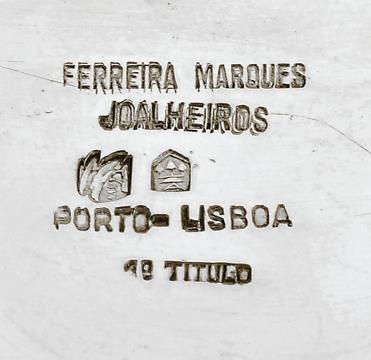 FERREIRA MARQUES
JOALHEIROS
PORTO-LISBOA
1º TITULO